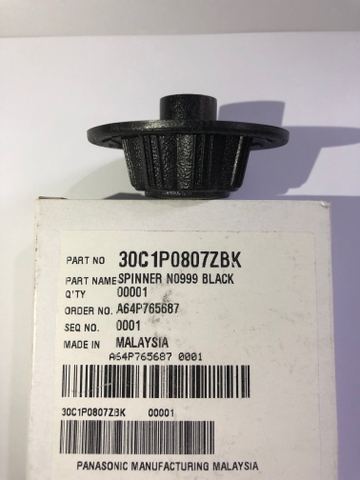 PART NO 30C1P0807ZBK
PART NAME SPINNER N0999 BLACK
Q'TY 00001
ORDER NO. A64P765687
SEQ NO. 0001
MADE IN MALAYSIA
A64P765687 0001
30C1P0807ZBK 00001
PANASONIC MANUFACTURING MALAYSIA